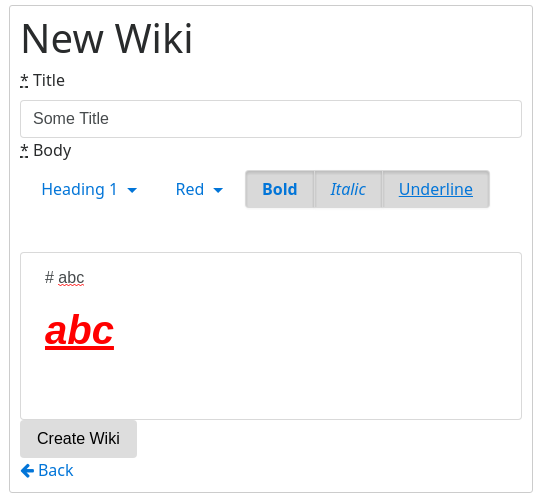 New Wiki
* Title
Some Title
* Body
Heading 1 Red Bold Italic Underline
# abc
abc
Create Wiki
Back